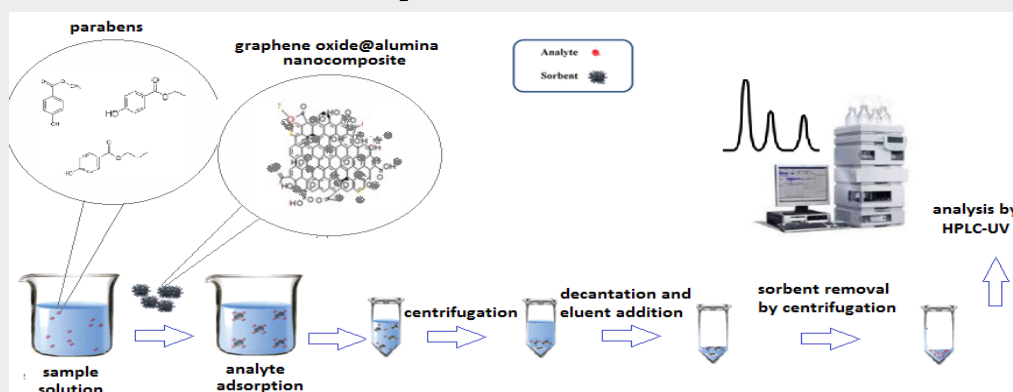 parabens
graphene oxide@alumina
nanocomposite
Analyte
Sorbent
analysis by
HPLC-UV
centrifugation
decantation and
eluent addition
sorbent removal
by centrifugation
sample
solution
analyte
adsorption